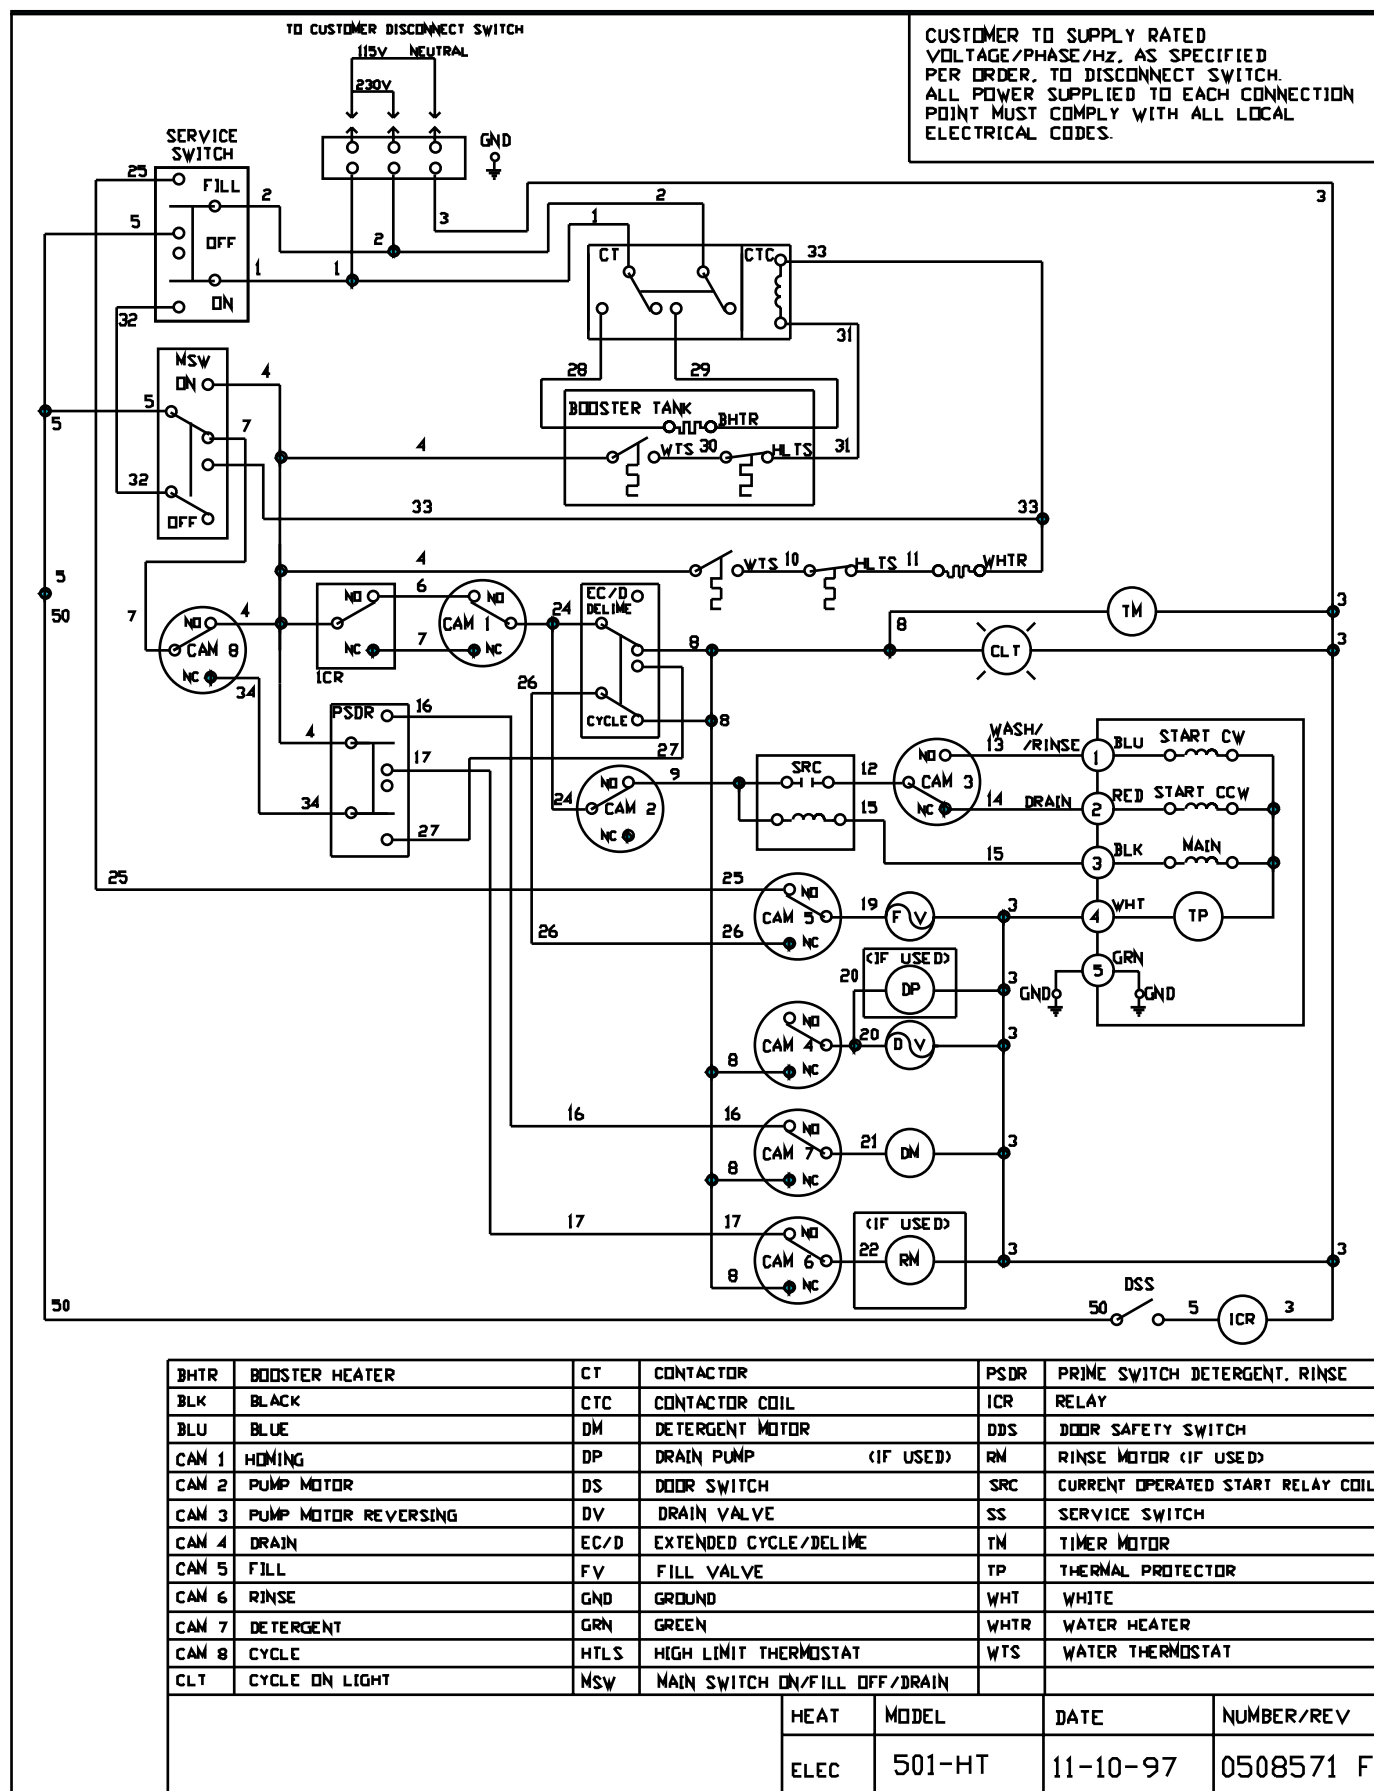 TO CUSTOMER DISCONNECT SWITCH
115V NEUTRAL
230V
CUSTOMER TO SUPPLY RATED
VOLTAGE/PHASE/Hz, AS SPECIFIED
PER ORDER, TO DISCONNECT SWITCH.
ALL POWER SUPPLIED TO EACH CONNECTION
POINT MUST COMPLY WITH ALL LOCAL
ELECTRICAL CODES.
SERVICE
SWITCH
GND
25 FILL 2 3 2 3
5 OFF 2 1
1 1 CT CTC 33
ON
32 31
MSW
ON 4 28 29
5 5 7 BOOSTER TANK BHTR
4 WTS 30 HLTS 31
32
OFF 33 33
4 WTS 10 HLTS 11 WHTR
5
50
7 NO 4 CAM 8 NC 34
NO 6 NO CAM 1 24
NC 7 NC
ICR
EC/D
DELIME
8 8 TM 3
CLT 3
26 CYCLE 8
27
PSDR 16
4 17
34 27
24 NO 9 CAM 2 NC
SRC 12 15
NO CAM 3 NC
WASH/
13 /RINSE 1 BLU START CW
14 DRAIN 2 RED START CCW
15 3 BLK MAIN
25 25 NO CAM 5 NC 19 FV 3 4 WHT TP
26 26
(IF USED)
20 DP 3 5 GRN
GND GND
NO CAM 4 NC 20 DV 3
8
16 16 NO CAM 7 NC 21 DM 3
8
(IF USED)
17 17 NO CAM 6 NC 22 RM 3 3
8
DSS
50 50 5 ICR 3
BHTR BOOSTER HEATER CT CONTACTOR PSDR PRIME SWITCH DETERGENT, RINSE
BLK BLACK CTC CONTACTOR COIL ICR RELAY
BLU BLUE DM DETERGENT MOTOR DDS DOOR SAFETY SWITCH
CAM 1 HOMING DP DRAIN PUMP (IF USED) RM RINSE MOTOR (IF USED)
CAM 2 PUMP MOTOR DS DOOR SWITCH SRC CURRENT OPERATED START RELAY COIL
CAM 3 PUMP MOTOR REVERSING DV DRAIN VALVE SS SERVICE SWITCH
CAM 4 DRAIN EC/D EXTENDED CYCLE/DELIME TM TIMER MOTOR
CAM 5 FILL FV FILL VALVE TP THERMAL PROTECTOR
CAM 6 RINSE GND GROUND WHT WHITE
CAM 7 DETERGENT GRN GREEN WHTR WATER HEATER
CAM 8 CYCLE HTLS HIGH LIMIT THERMOSTAT WTS WATER THERMOSTAT
CLT CYCLE ON LIGHT MSW MAIN SWITCH ON/FILL OFF/DRAIN
HEAT MODEL DATE NUMBER/REV
ELEC 501-HT 11-10-97 0508571 F